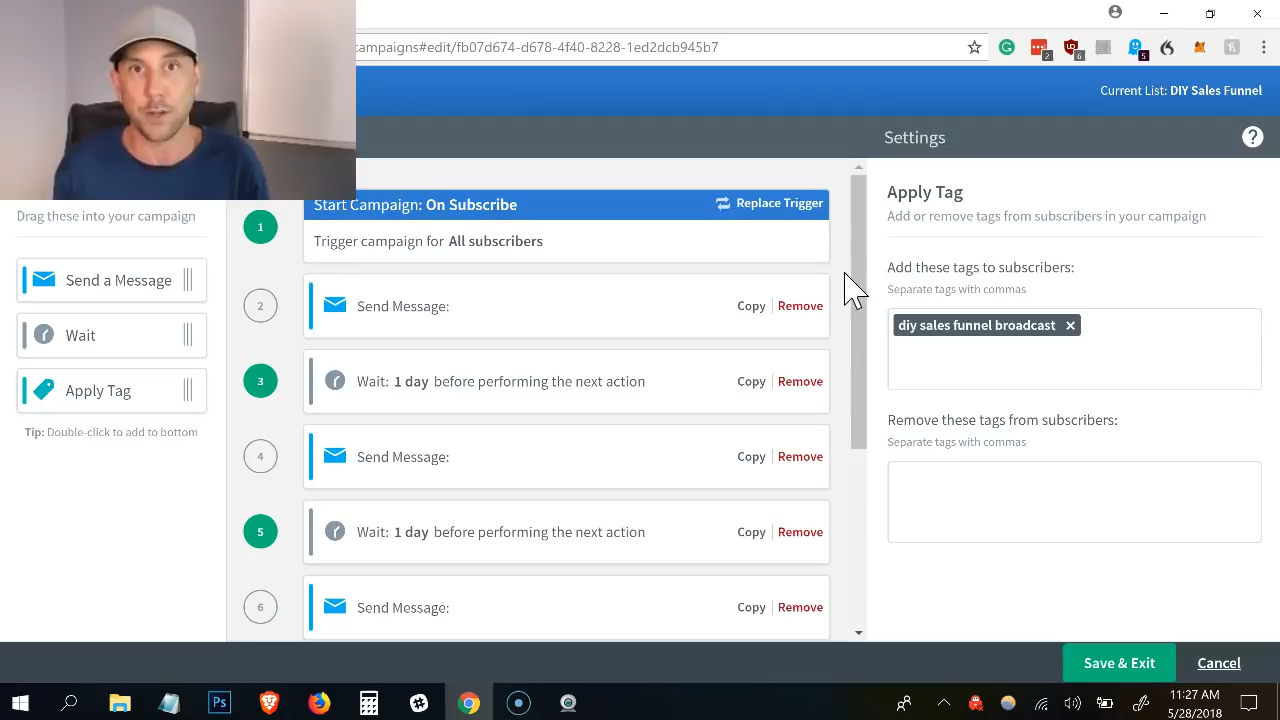 campaigns#edit/fb07d674-d678-4f40-8228-1ed2dcb945b7
2
6
5
Current List: DIY Sales Funnel
Settings
?
Drag these into your campaign
Send a Message
Wait
Apply Tag
Tip: Double-click to add to bottom
1
Start Campaign: On Subscribe
Replace Trigger
Trigger campaign for All subscribers
2
Send Message:
Copy
Remove
3
Wait: 1 day before performing the next action
Copy
Remove
4
Send Message:
Copy
Remove
5
Wait: 1 day before performing the next action
Copy
Remove
6
Send Message:
Copy
Remove
Apply Tag
Add or remove tags from subscribers in your campaign
Add these tags to subscribers:
Separate tags with commas
diy sales funnel broadcast ×
Remove these tags from subscribers:
Separate tags with commas
Save & Exit
Cancel
Ps
11:27 AM
5/28/2018